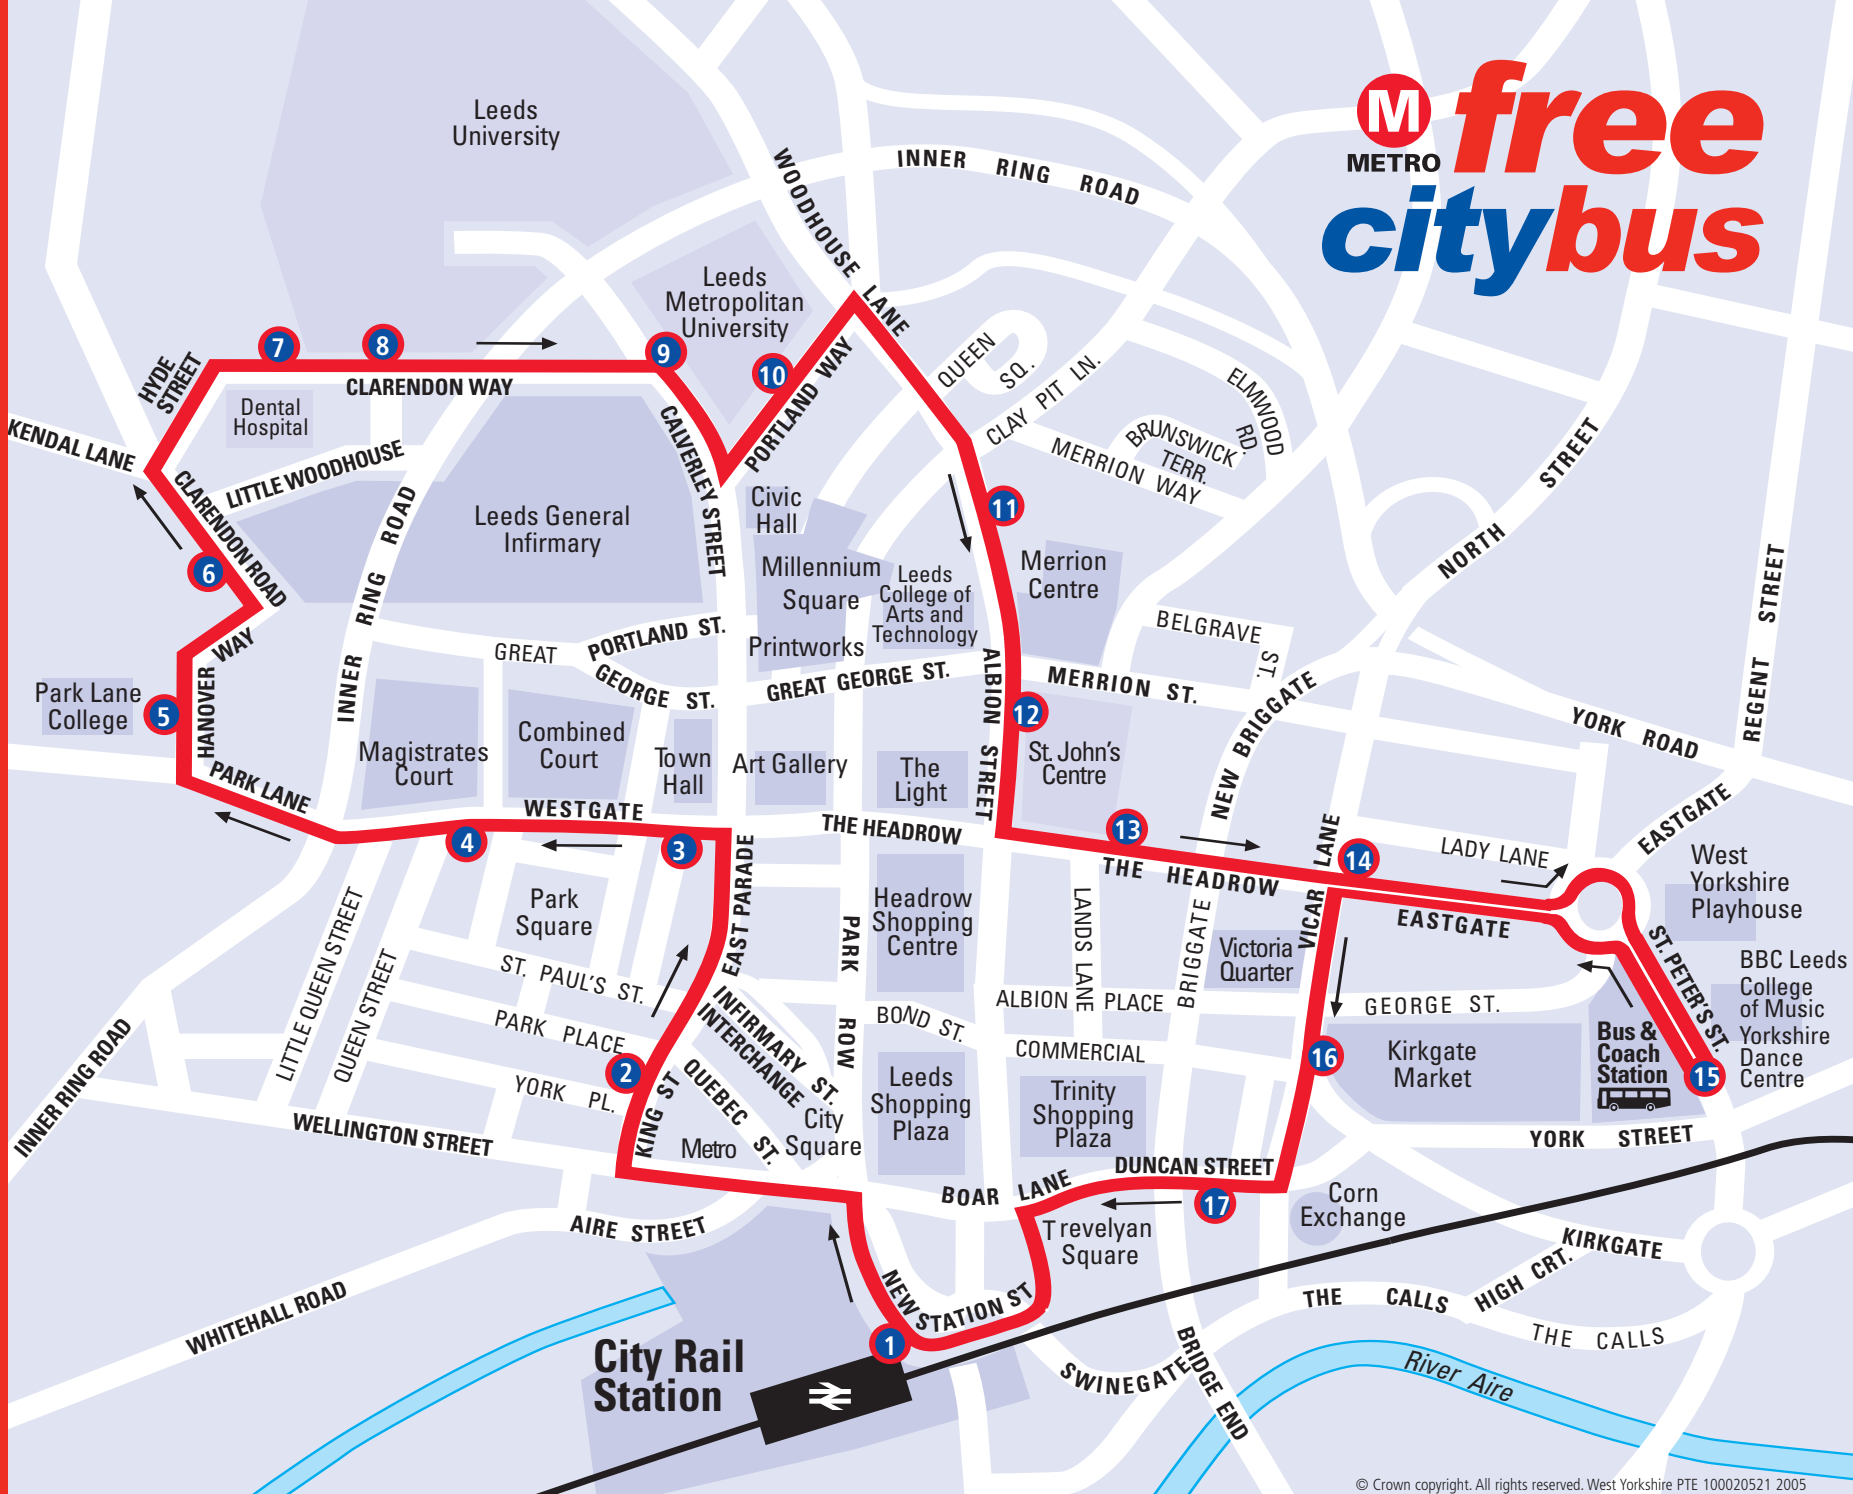 M
METRO
free
citybus
Leeds
University
WOODHOUSE LANE
INNER RING ROAD
Leeds
Metropolitan
University
7
8
9
10
HYDE
STREET
CLARENDON WAY
Dental
Hospital
KENDAL LANE
LITTLE WOODHOUSE
CLARENDON ROAD
CALVERLEY STREET
PORTLAND WAY
QUEEN
SQ.
CLAY PIT LN.
ELMWOOD
RD.
BRUNSWICK
TERR.
MERRION WAY
NORTH STREET
REGENT STREET
INNER RING ROAD
Leeds General
Infirmary
Civic
Hall
11
6
Millennium
Square
Leeds
College of
Arts and
Technology
Merrion
Centre
HANOVER WAY
GREAT GEORGE ST.
PORTLAND ST.
Printworks
GREAT GEORGE ST.
ALBION STREET
MERRION ST.
BELGRAVE ST.
NEW BRIGGATE
YORK ROAD
Park Lane
College
5
12
Magistrates
Court
Combined
Court
Town
Hall
Art Gallery
The
Light
St. John's
Centre
PARK LANE
WESTGATE
THE HEADROW
4
3
13
THE HEADROW
VICAR LANE
14
LADY LANE
EASTGATE
EASTGATE
West
Yorkshire
Playhouse
LITTLE QUEEN STREET
QUEEN STREET
Park
Square
EAST PARADE
PARK ROW
Headrow
Shopping
Centre
LANDS LANE
BRIGGATE
Victoria
Quarter
ST. PETER'S ST.
BBC Leeds
College
of Music
Yorkshire
Dance
Centre
ST. PAUL'S ST.
PARK PLACE
YORK PL.
INFIRMARY ST.
INTERCHANGE
BOND ST.
ALBION PLACE
COMMERCIAL
GEORGE ST.
Bus &
Coach
Station
15
16
Kirkgate
Market
2
KING ST
QUEBEC ST.
Metro
City
Square
Leeds
Shopping
Plaza
Trinity
Shopping
Plaza
INNER RING ROAD
WELLINGTON STREET
YORK STREET
DUNCAN STREET
BOAR LANE
17
Corn
Exchange
Trevelyan
Square
AIRE STREET
WHITEHALL ROAD
NEW STATION ST
KIRKGATE
HIGH CRT.
THE CALLS
THE CALLS
1
City Rail
Station
SWINEGATE
BRIDGE END
River Aire
© Crown copyright. All rights reserved. West Yorkshire PTE 100020521 2005